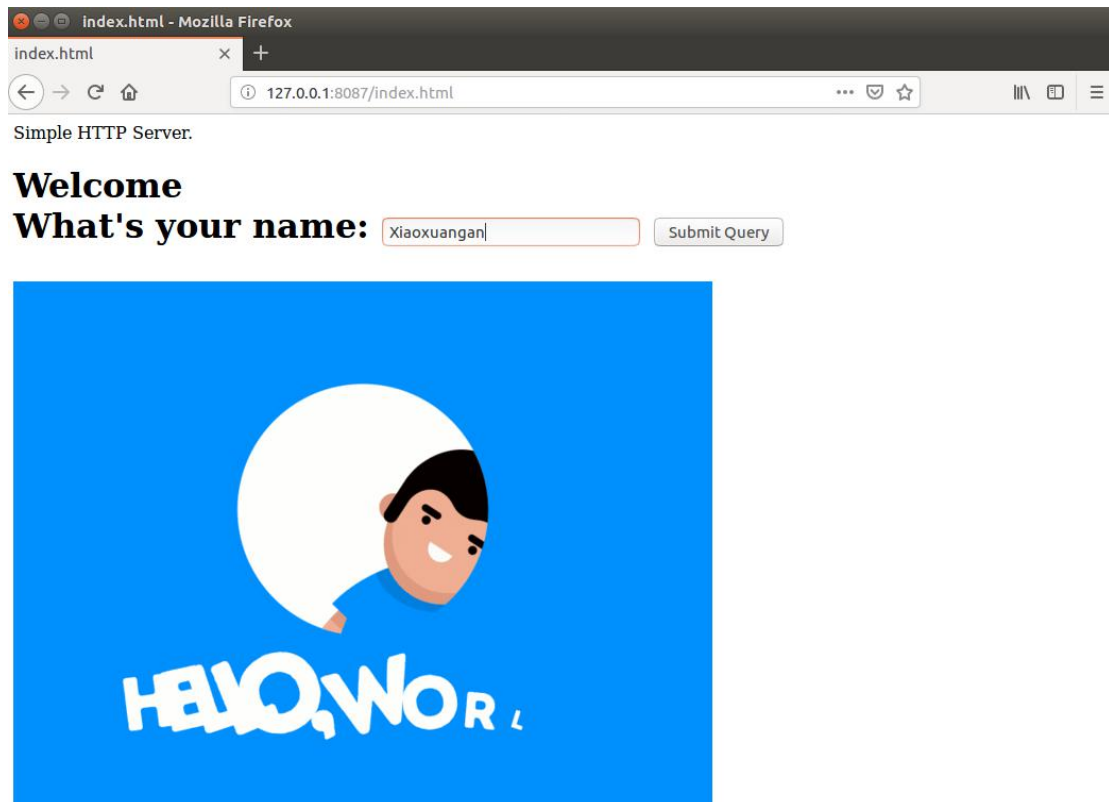 index.html - Mozilla Firefox
index.html
127.0.0.1:8087/index.html
Simple HTTP Server.
Welcome
What's your name: Xiaoxuangan Submit Query
HELLO, WORL